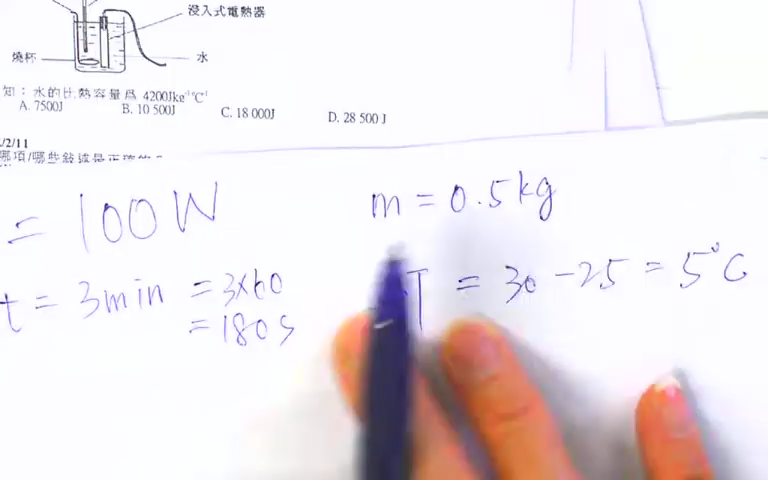 浸入式電熱器
燒杯
水
知：水的比熱容量為 4200Jkg⁻¹°C⁻¹
A. 7500J B. 10 500J C. 18 000J D. 28 500 J
/2/11
= 100W
m = 0.5kg
t = 3min = 3×60
= 180s
T = 30 - 25 = 5°C